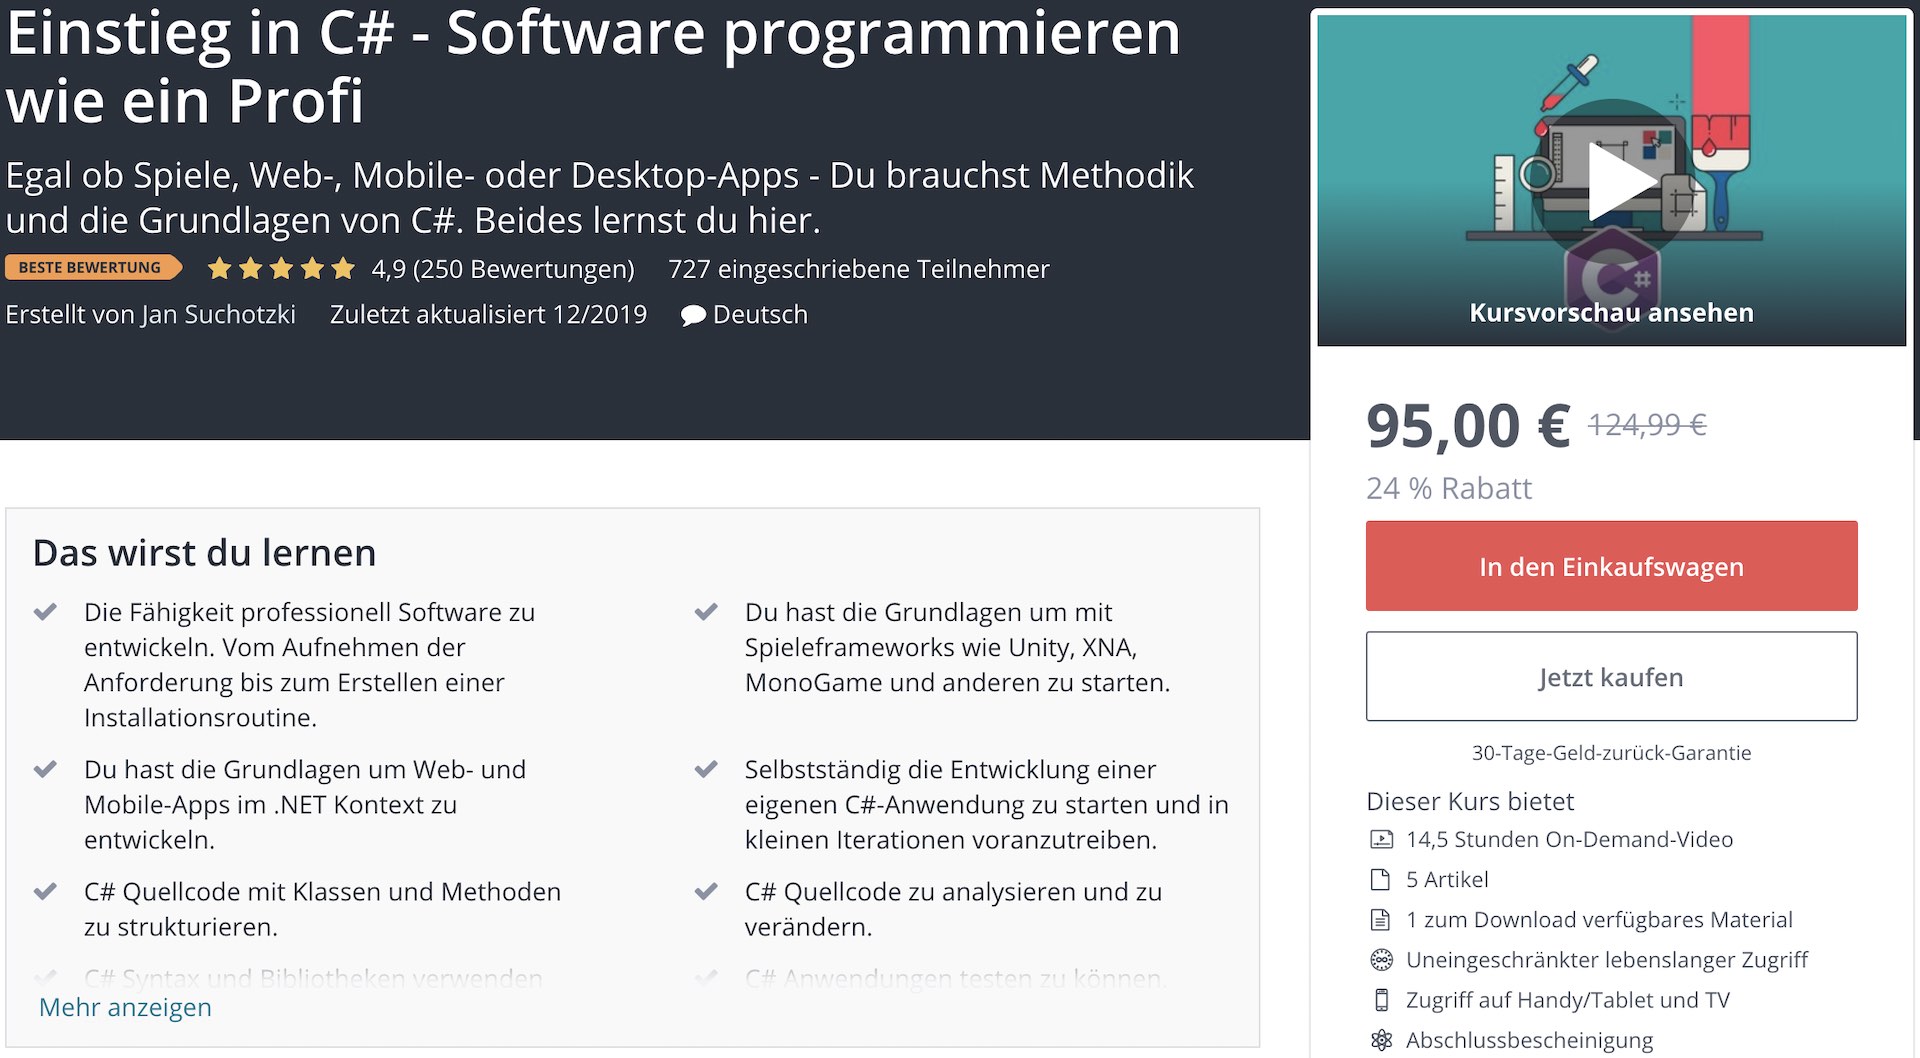 Einstieg in C# - Software programmieren
wie ein Profi
Egal ob Spiele, Web-, Mobile- oder Desktop-Apps - Du brauchst Methodik
und die Grundlagen von C#. Beides lernst du hier.
BESTE BEWERTUNG 4,9 (250 Bewertungen) 727 eingeschriebene Teilnehmer
Erstellt von Jan Suchotzki Zuletzt aktualisiert 12/2019 Deutsch
Das wirst du lernen
Die Fähigkeit professionell Software zu
entwickeln. Vom Aufnehmen der
Anforderung bis zum Erstellen einer
Installationsroutine.
Du hast die Grundlagen um mit
Spieleframeworks wie Unity, XNA,
MonoGame und anderen zu starten.
Du hast die Grundlagen um Web- und
Mobile-Apps im .NET Kontext zu
entwickeln.
Selbstständig die Entwicklung einer
eigenen C#-Anwendung zu starten und in
kleinen Iterationen voranzutreiben.
C# Quellcode mit Klassen und Methoden
zu strukturieren.
C# Quellcode zu analysieren und zu
verändern.
C# Syntax und Bibliotheken verwenden
C# Anwendungen testen zu können.
Mehr anzeigen
C#
Kursvorschau ansehen
95,00 € 124,99 €
24 % Rabatt
In den Einkaufswagen
Jetzt kaufen
30-Tage-Geld-zurück-Garantie
Dieser Kurs bietet
14,5 Stunden On-Demand-Video
5 Artikel
1 zum Download verfügbares Material
Uneingeschränkter lebenslanger Zugriff
Zugriff auf Handy/Tablet und TV
Abschlussbescheinigung